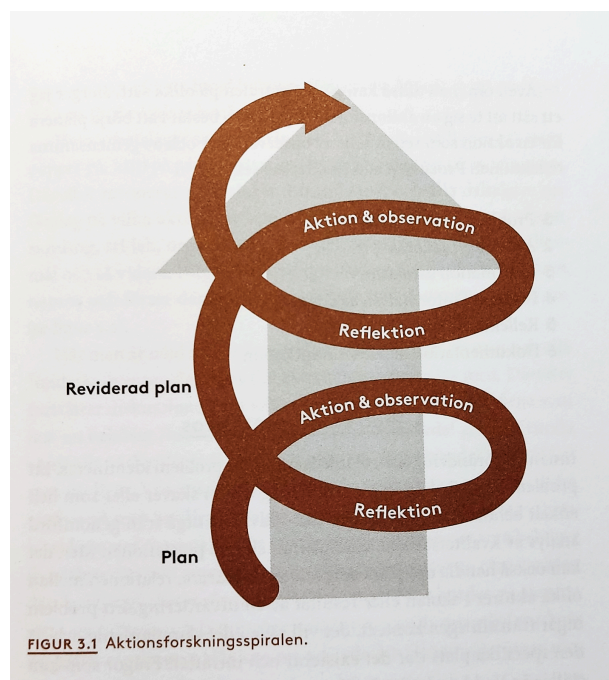 Aktion & observation
Reflektion
Reviderad plan
Aktion & observation
Reflektion
Plan
FIGUR 3.1 Aktionsforskningsspiralen.